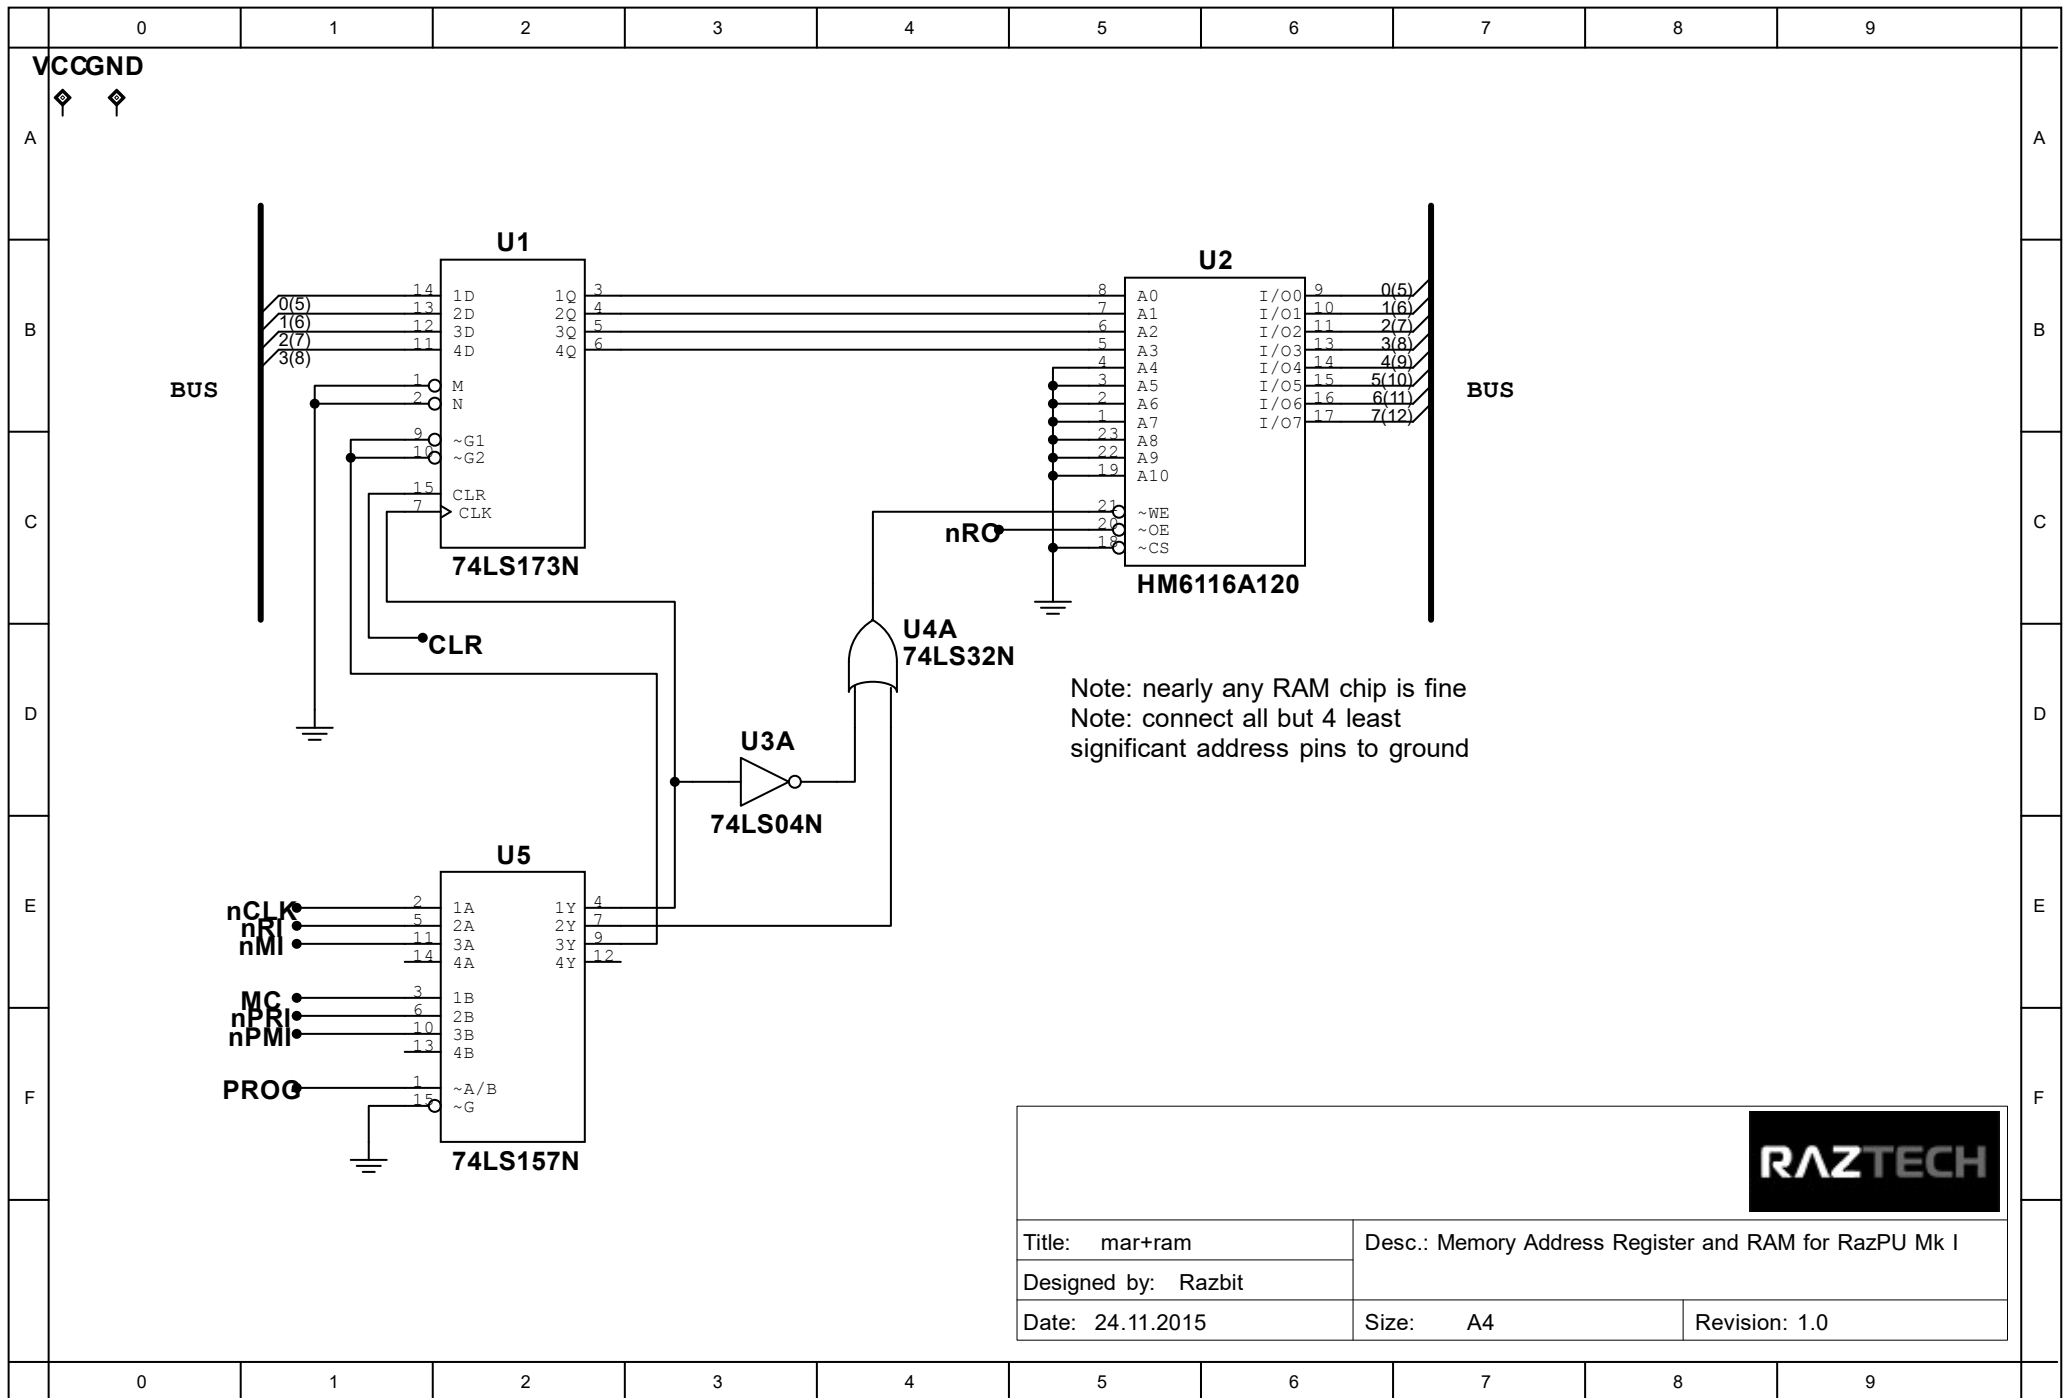 0 1 2 3 4 5 6 7 8 9
VCC GND
A A
U1
U2
14 1D 1Q 3 8 A0 I/O0 9 0(5)
0(5)
13 2D 2Q 4 7 A1 I/O1 10 1(6)
1(6)
12 3D 3Q 5 6 A2 I/O2 11 2(7)
B B
2(7)
11 4D 4Q 6 5 A3 I/O3 13 3(8)
3(8)
4 A4 I/O4 14 4(9)
1 M 3 A5 I/O5 15 5(10)
BUS BUS
2 N 2 A6 I/O6 16 6(11)
1 A7 I/O7 17 7(12)
9 ~G1 23 A8
10 ~G2 22 A9
19 A10
15 CLR
7 CLK 21 ~WE
C C
nRO 20 ~OE
18 ~CS
74LS173N
HM6116A120
U4A
CLR
74LS32N
Note: nearly any RAM chip is fine
D D
Note: connect all but 4 least
significant address pins to ground
U3A
74LS04N
U5
E E
nCLK 2 1A 1Y 4
nRI 5 2A 2Y 7
nMI 11 3A 3Y 9
14 4A 4Y 12
MC 3 1B
nPRI 6 2B
nPMI 10 3B
13 4B
PROG 1 ~A/B
F F
15 ~G
74LS157N
RAZTECH
Title: mar+ram
Desc.: Memory Address Register and RAM for RazPU Mk I
Designed by: Razbit
Date: 24.11.2015
Size: A4
Revision: 1.0
0 1 2 3 4 5 6 7 8 9